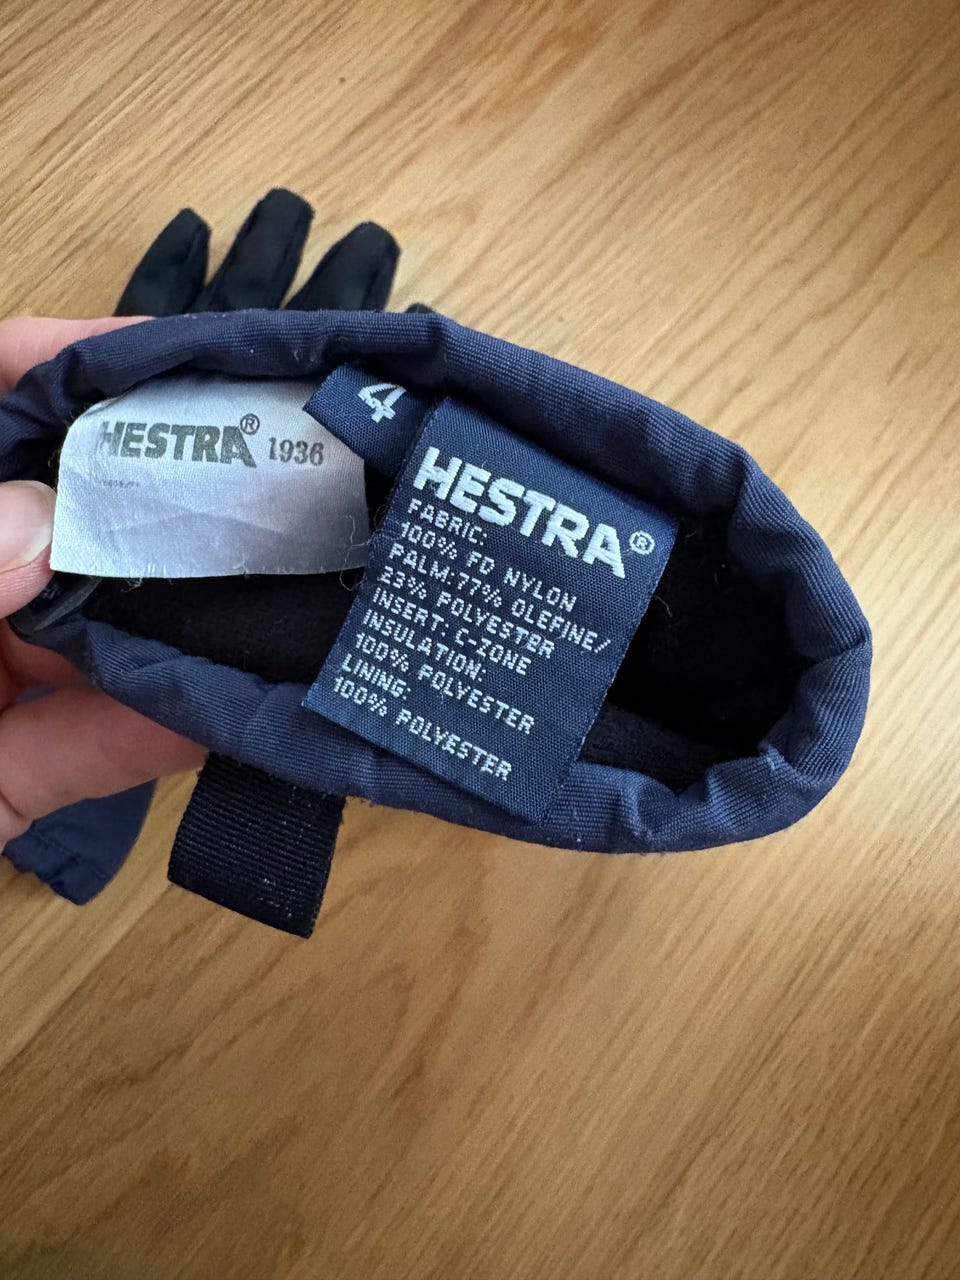 HESTRA® 1936
4
HESTRA®
FABRIC:
100% FD NYLON
PALM:77% OLEFINE/
23% POLYESTER
INSERT: C-ZONE
INSULATION:
100% POLYESTER
LINING:
100% POLYESTER